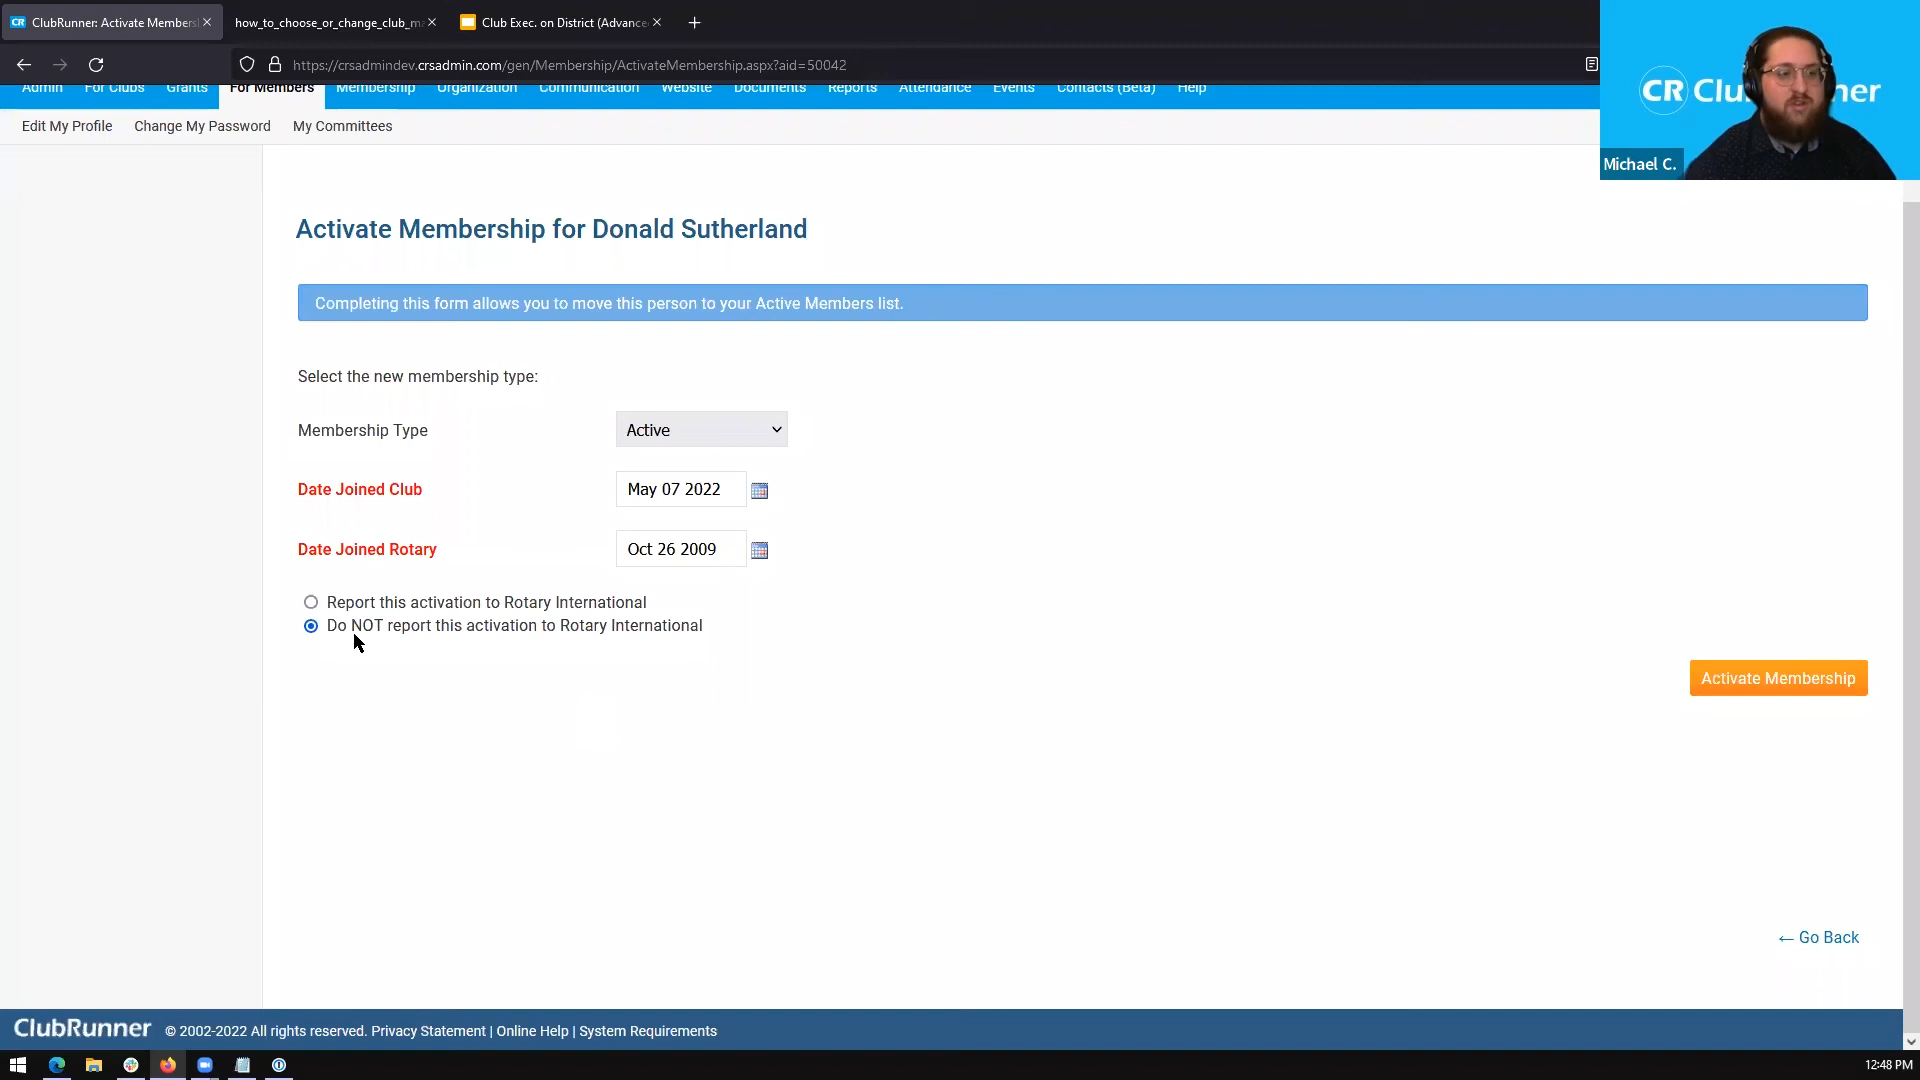 CR ClubRunner: Activate Members
how_to_choose_or_change_club_m
Club Exec. on District (Advance
https://crsadmindev.crsadmin.com/gen/Membership/ActivateMembership.aspx?aid=50042
Admin For Clubs Grants For Members Membership Organization Communication Website Documents Reports Attendance Events Contacts (Beta) Help
Edit My Profile Change My Password My Committees
CR Clu ner
Michael C.
Activate Membership for Donald Sutherland
Completing this form allows you to move this person to your Active Members list.
Select the new membership type:
Membership Type Active
Date Joined Club May 07 2022
Date Joined Rotary Oct 26 2009
Report this activation to Rotary International
Do NOT report this activation to Rotary International
Activate Membership
← Go Back
ClubRunner © 2002-2022 All rights reserved. Privacy Statement | Online Help | System Requirements
12:48 PM